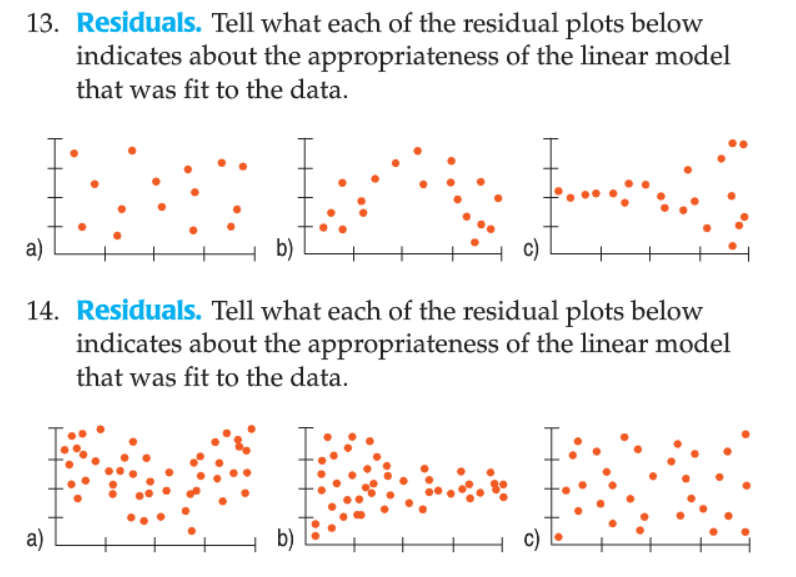 13. Residuals. Tell what each of the residual plots below
indicates about the appropriateness of the linear model
that was fit to the data.
a)
b)
c)
14. Residuals. Tell what each of the residual plots below
indicates about the appropriateness of the linear model
that was fit to the data.
a)
b)
c)